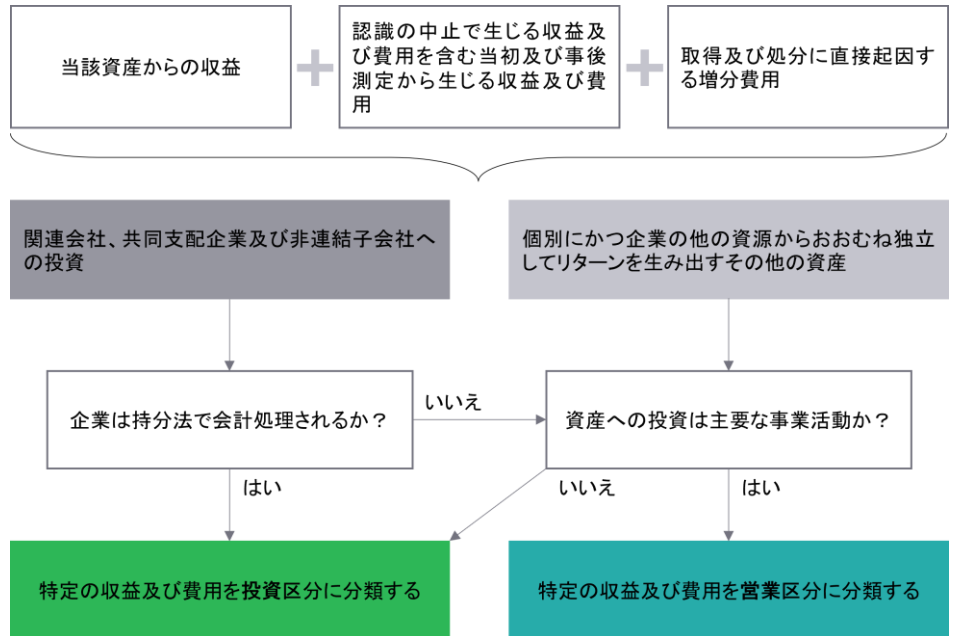 当該資産からの収益
認識の中止で生じる収益及
び費用を含む当初及び事後
測定から生じる収益及び費
用
取得及び処分に直接起因す
る増分費用
関連会社、共同支配企業及び非連結子会社へ
の投資
個別にかつ企業の他の資源からおおむね独立
してリターンを生み出すその他の資産
企業は持分法で会計処理されるか？
いいえ
資産への投資は主要な事業活動か？
はい
いいえ
はい
特定の収益及び費用を投資区分に分類する
特定の収益及び費用を営業区分に分類する